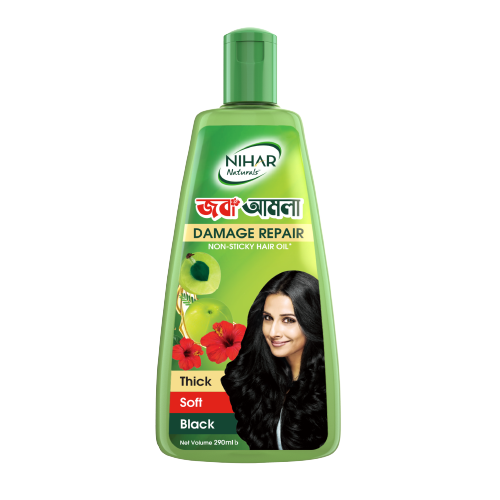 NIHAR
Naturals
জবা আমলা
DAMAGE REPAIR
NON-STICKY HAIR OIL*
Thick
Soft
Black
Net Volume 290ml b